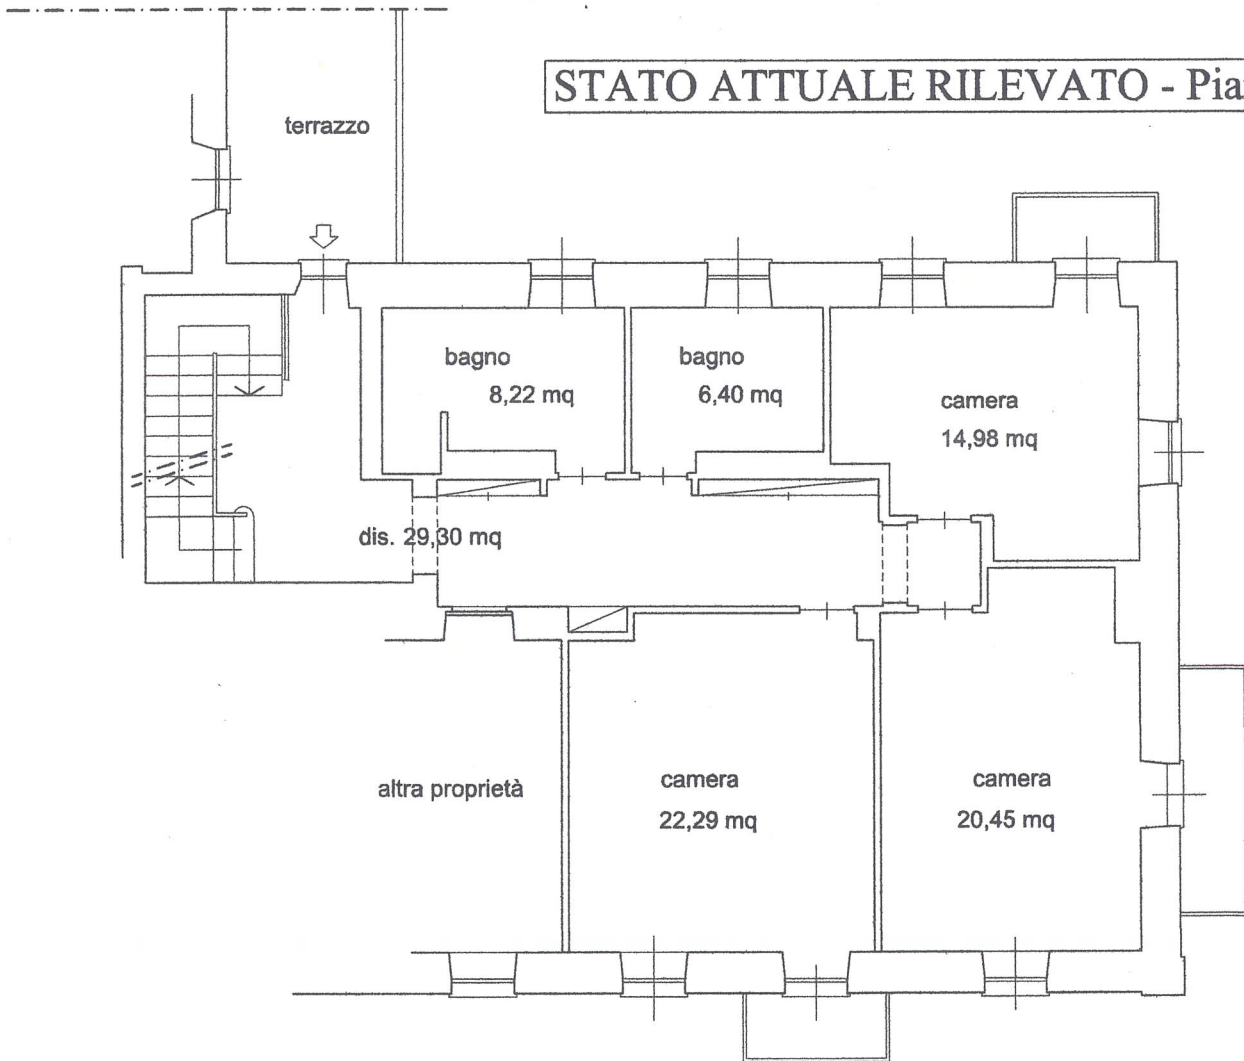 STATO ATTUALE RILEVATO -
terrazzo
bagno
8,22 mq
bagno
6,40 mq
camera
14,98 mq
dis. 29,30 mq
altra proprietà
camera
22,29 mq
camera
20,45 mq